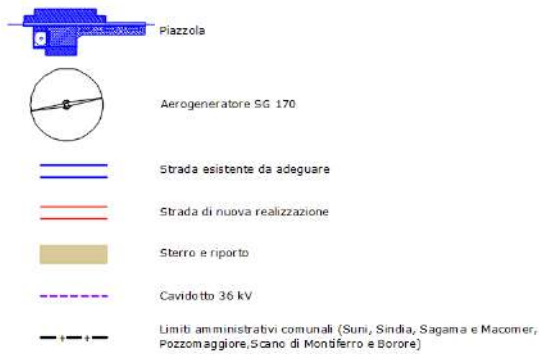 Piazzola
Aerogeneratore SG 170
Strada esistente da adeguare
Strada di nuova realizzazione
Sterro e riporto
Cavidotto 36 kV
Limiti amministrativi comunali (Suni, Sindia, Sagama e Macomer,
Pozzomaggiore,Scano di Montiferro e Borore)